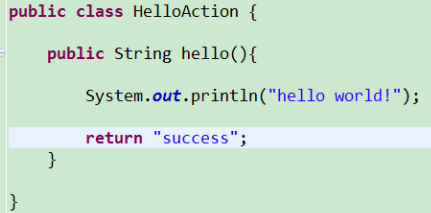 public class HelloAction {
public String hello(){
System.out.println("hello world!");
return "success";
}
}